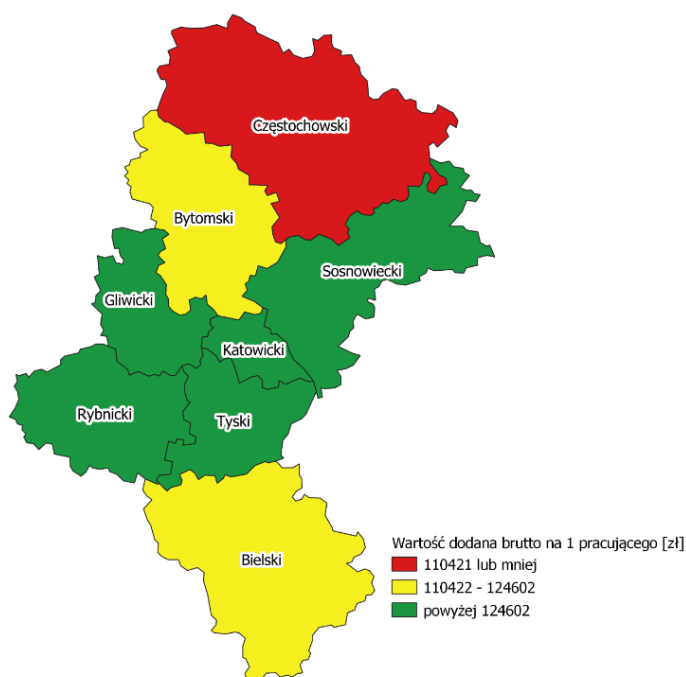 Częstochowski
Bytomski
Sosnowiecki
Gliwicki
Katowicki
Rybnicki
Tyski
Bielski
Wartość dodana brutto na 1 pracującego [zł]
110421 lub mniej
110422 - 124602
powyżej 124602